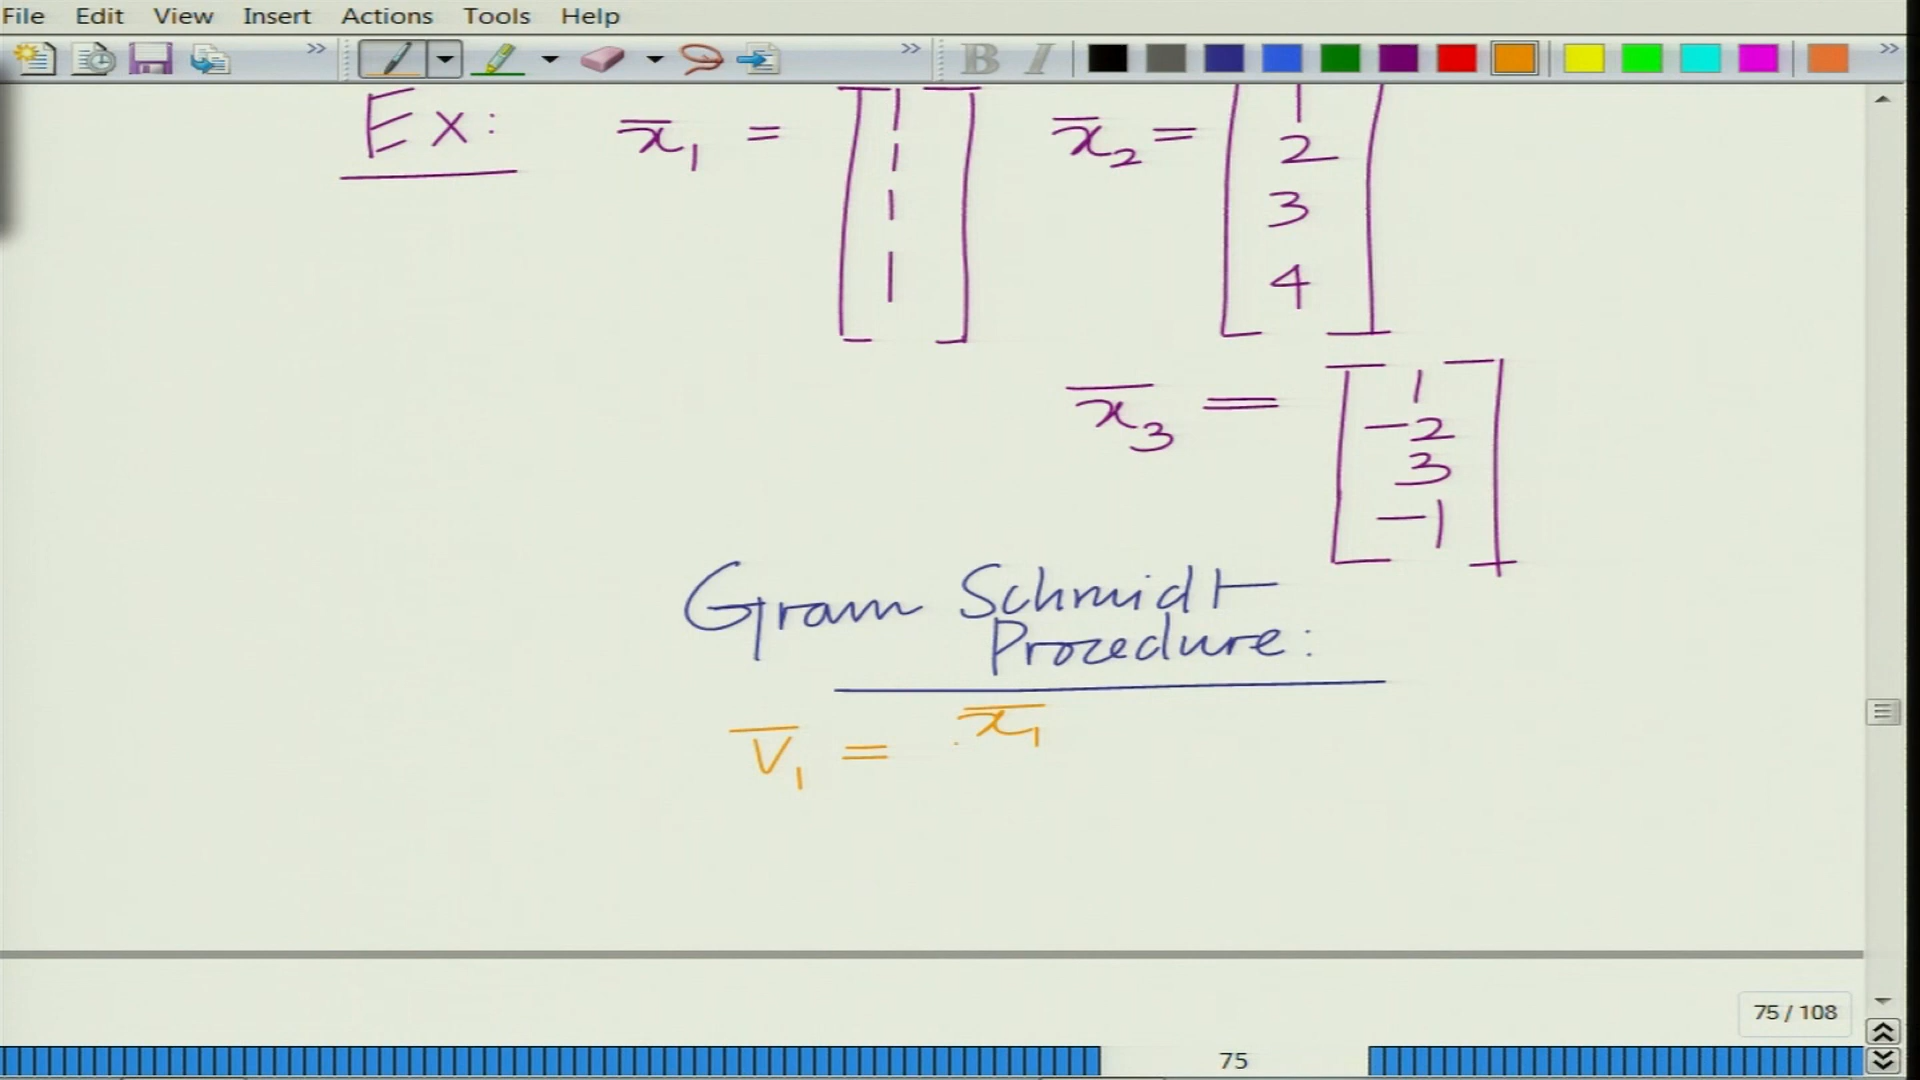 File Edit View Insert Actions Tools Help
B I
Ex: x̄₁ = [1 1 1 1] x̄₂ = [1 2 3 4]
x̄₃ = [1 -2 3 -1]
Gram Schmidt
Procedure:
v̄₁ = x̄₁
75 / 108
75